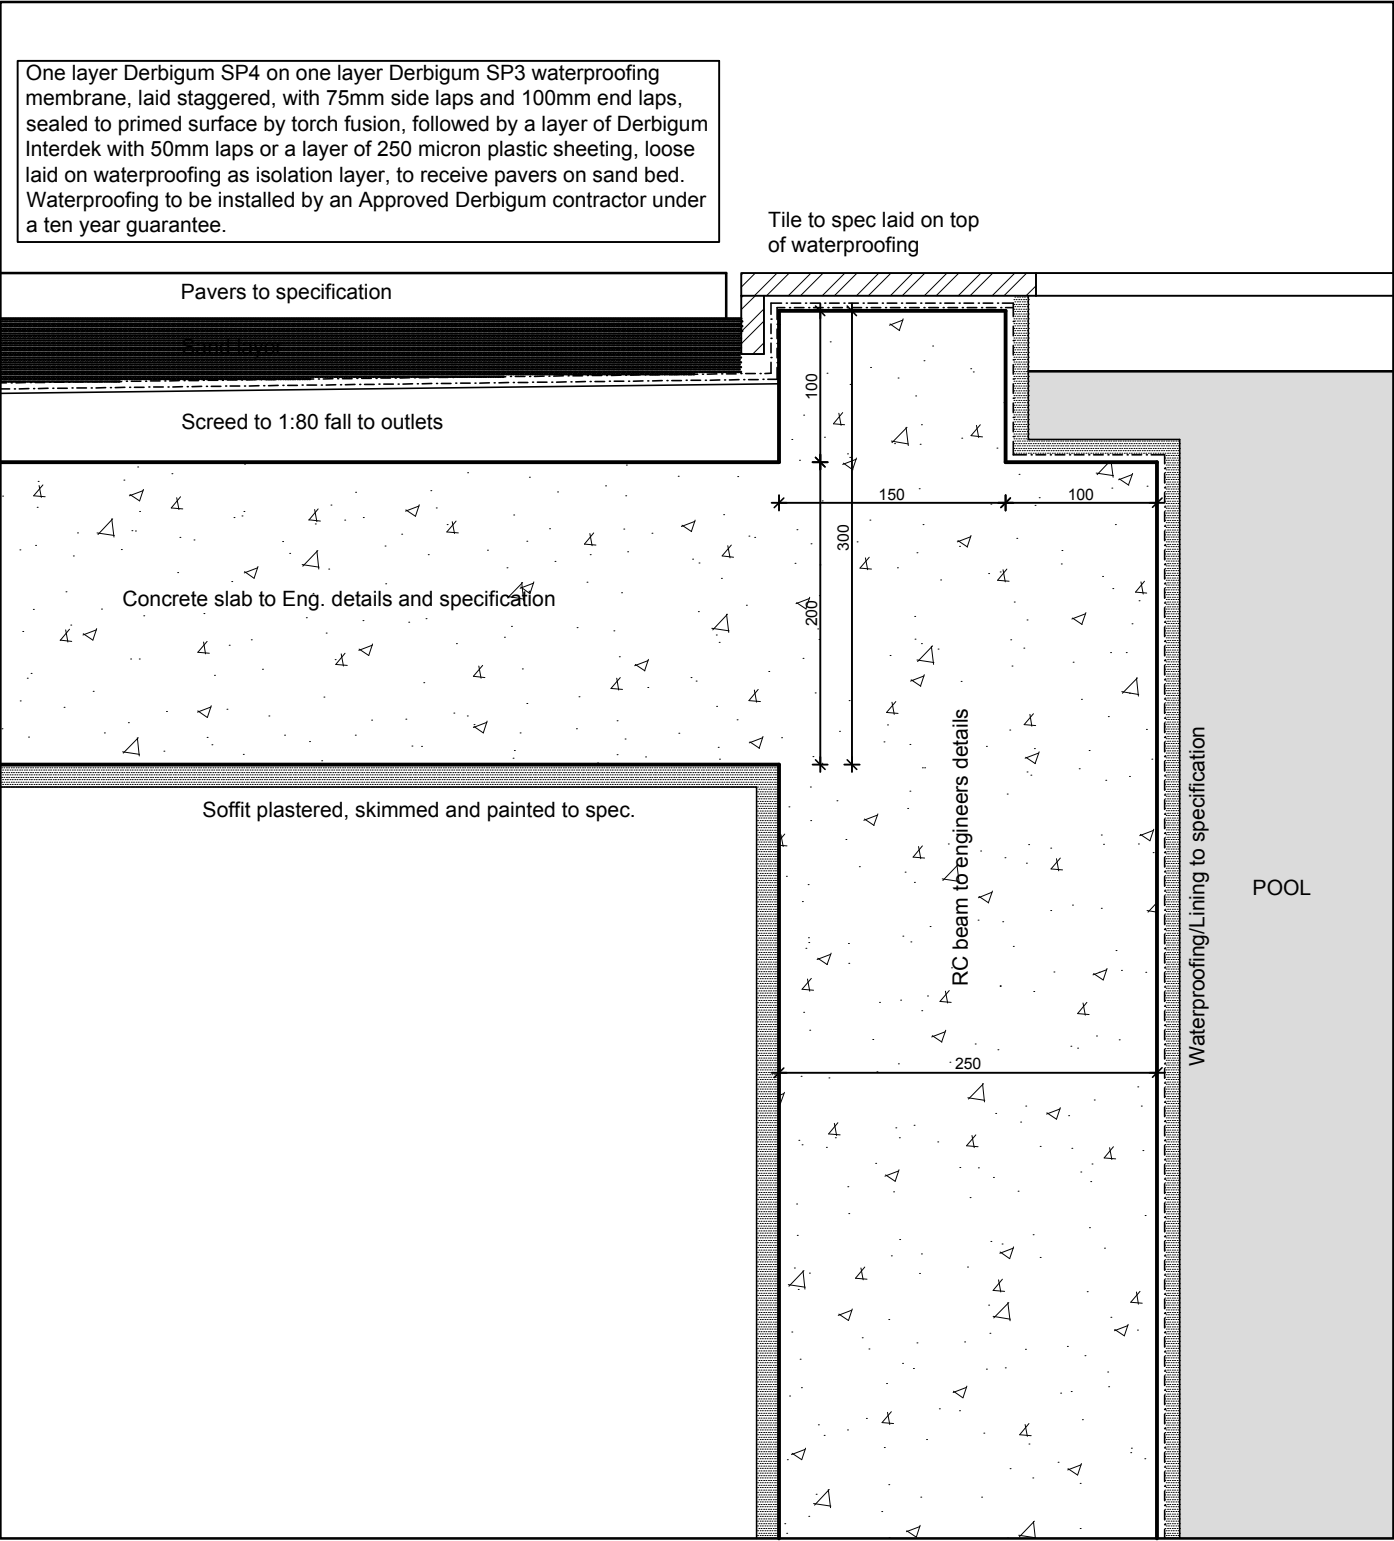 One layer Derbigum SP4 on one layer Derbigum SP3 waterproofing
membrane, laid staggered, with 75mm side laps and 100mm end laps,
sealed to primed surface by torch fusion, followed by a layer of Derbigum
Interdek with 50mm laps or a layer of 250 micron plastic sheeting, loose
laid on waterproofing as isolation layer, to receive pavers on sand bed.
Waterproofing to be installed by an Approved Derbigum contractor under
a ten year guarantee.
Tile to spec laid on top
of waterproofing
Pavers to specification
Sand layer
Screed to 1:80 fall to outlets
100
150
100
300
200
Concrete slab to Eng. details and specification
Soffit plastered, skimmed and painted to spec.
RC beam to engineers details
Waterproofing/Lining to specification
POOL
250